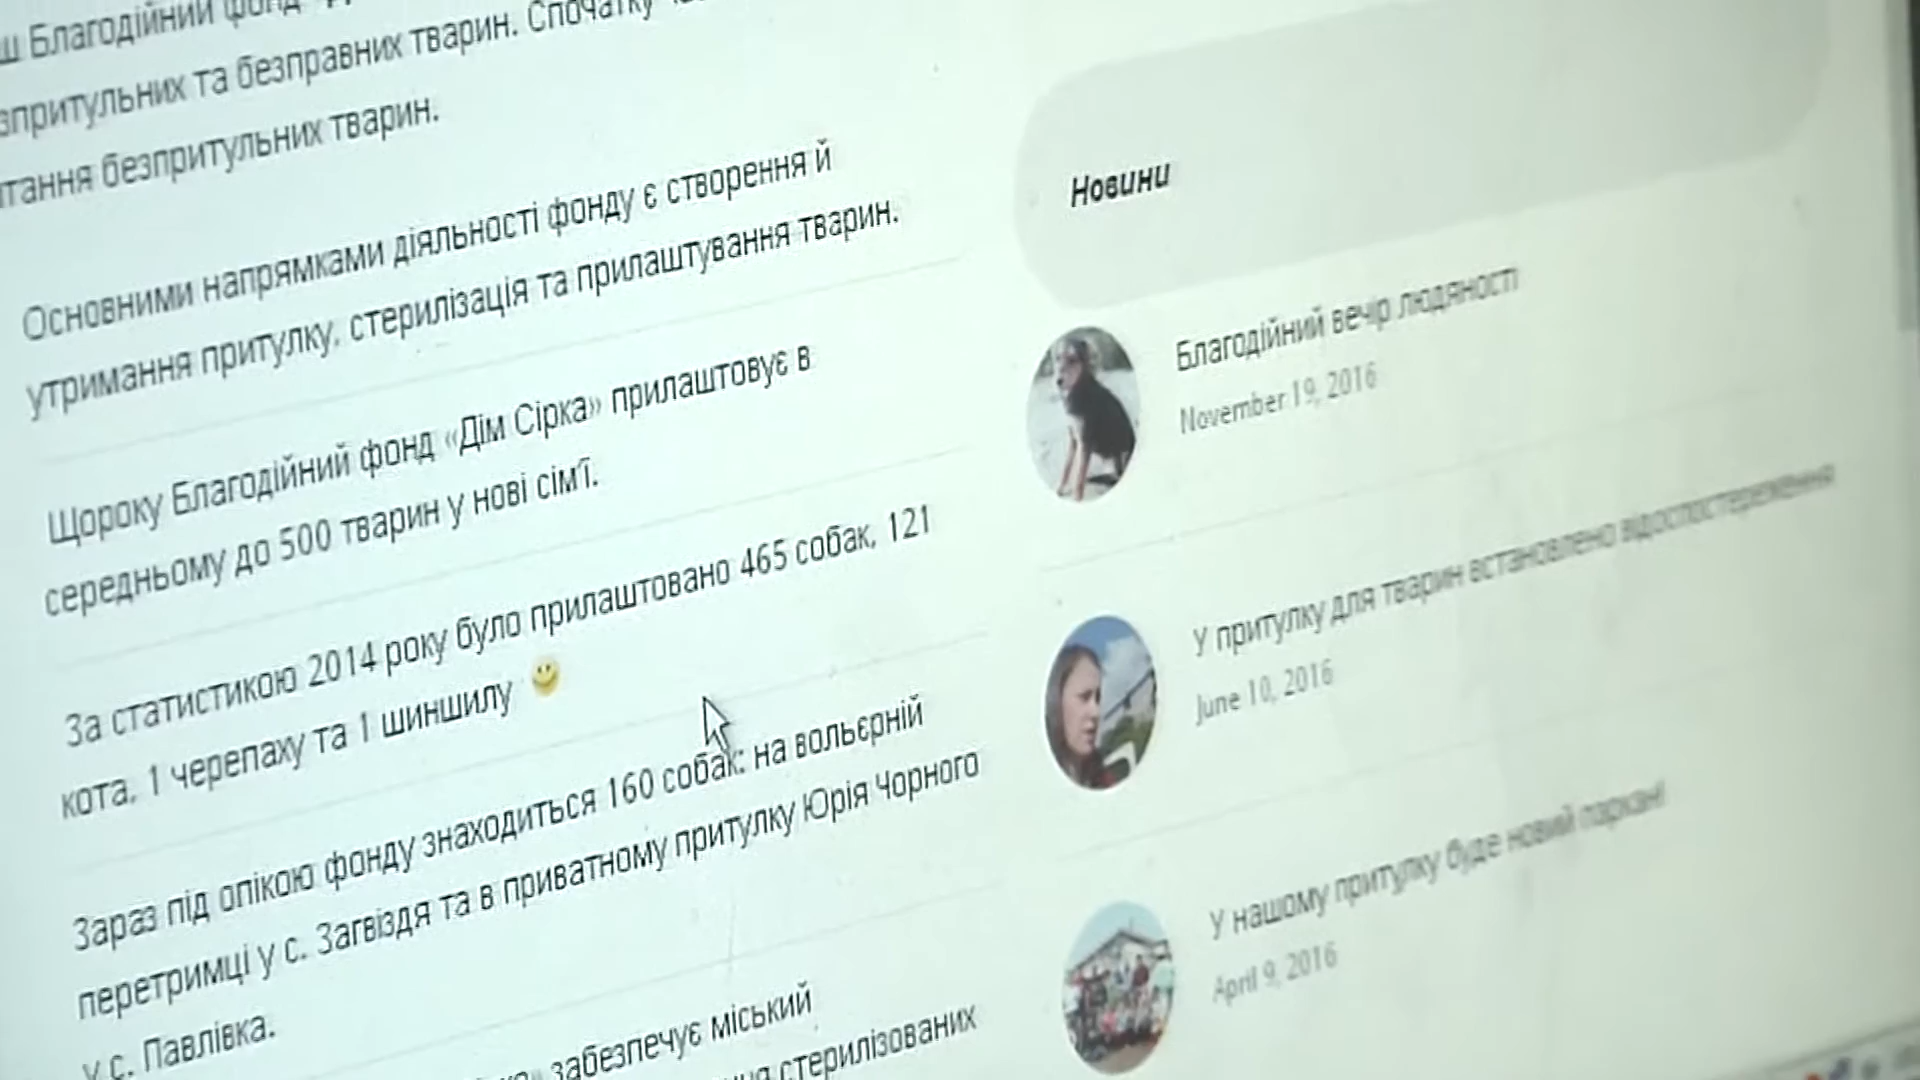 Благодійний фонд
та безправних тварин. Спочатку
безпритульних тварин.
Основними напрямками діяльності фонду є створення й
утримання притулку, стерилізація та прилаштування тварин.
Щороку Благодійний фонд «Дім Сірка» прилаштовує в
середньому до 500 тварин у нові сім'ї.
За статистикою 2014 року було прилаштовано 465 собак, 121
кота, 1 черепаху та 1 шиншилу
Зараз під опікою фонду знаходиться 160 собак: на вольєрній
перетримці у с. Загвіздя та в приватному притулку Юрія Чорного
у с. Павлівка.
забезпечує міський
стерилізованих
Новини
Благодійний вечір людяності
November 19, 2016
У притулку для тварин встановлено відоспостереження
June 10, 2016
У нашому притулку буде новий паркан!
April 9, 2016